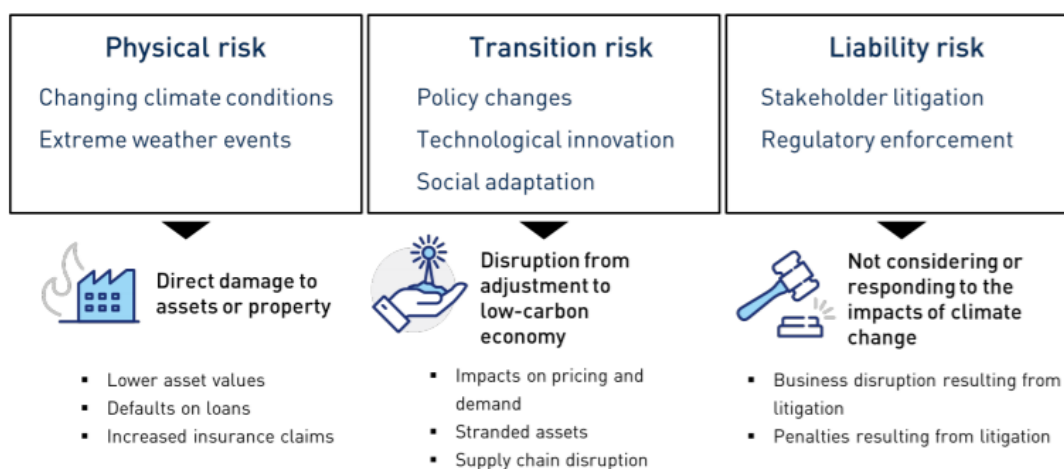 Physical risk
Changing climate conditions
Extreme weather events
Direct damage to
assets or property
▪ Lower asset values
▪ Defaults on loans
▪ Increased insurance claims
Transition risk
Policy changes
Technological innovation
Social adaptation
Disruption from
adjustment to
low-carbon
economy
▪ Impacts on pricing and
demand
▪ Stranded assets
▪ Supply chain disruption
Liability risk
Stakeholder litigation
Regulatory enforcement
Not considering or
responding to the
impacts of climate
change
▪ Business disruption resulting from
litigation
▪ Penalties resulting from litigation